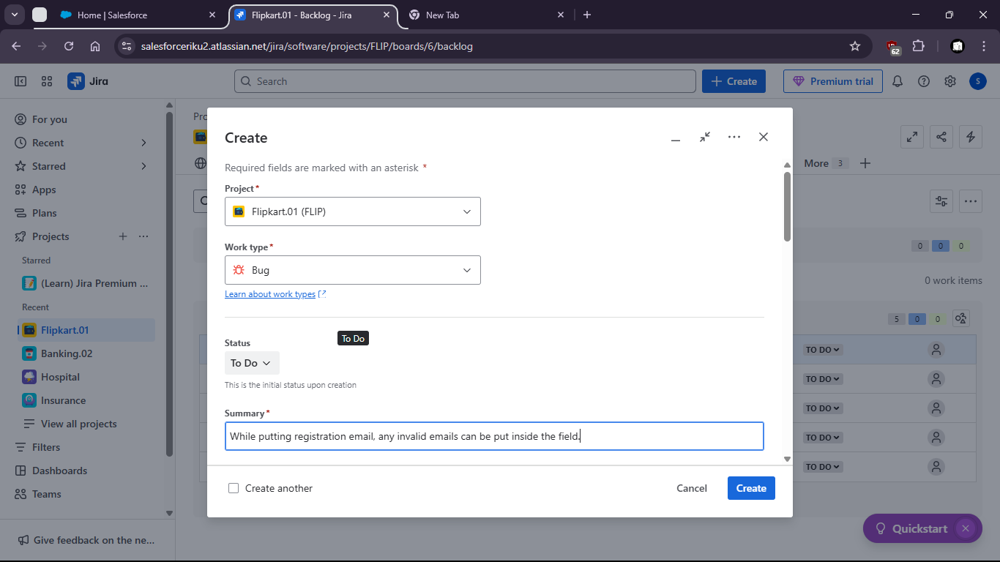 Home | Salesforce
Flipkart.01 - Backlog - Jira
New Tab
salesforceriku2.atlassian.net/jira/software/projects/FLIP/boards/6/backlog
62
Jira
Search
Create
Premium trial
S
For you
Recent
Starred
Apps
Plans
Projects
Starred
(Learn) Jira Premium ...
Recent
Flipkart.01
Banking.02
Hospital
Insurance
View all projects
Filters
Dashboards
Teams
Give feedback on the ne...
More 3
0 0 0
0 work items
5 0 0
TO DO
TO DO
TO DO
TO DO
TO DO
Quickstart
Create
Required fields are marked with an asterisk *
Project*
Flipkart.01 (FLIP)
Work type*
Bug
Learn about work types
Status
To Do
To Do
This is the initial status upon creation
Summary*
While putting registration email, any invalid emails can be put inside the field.
Create another
Cancel
Create